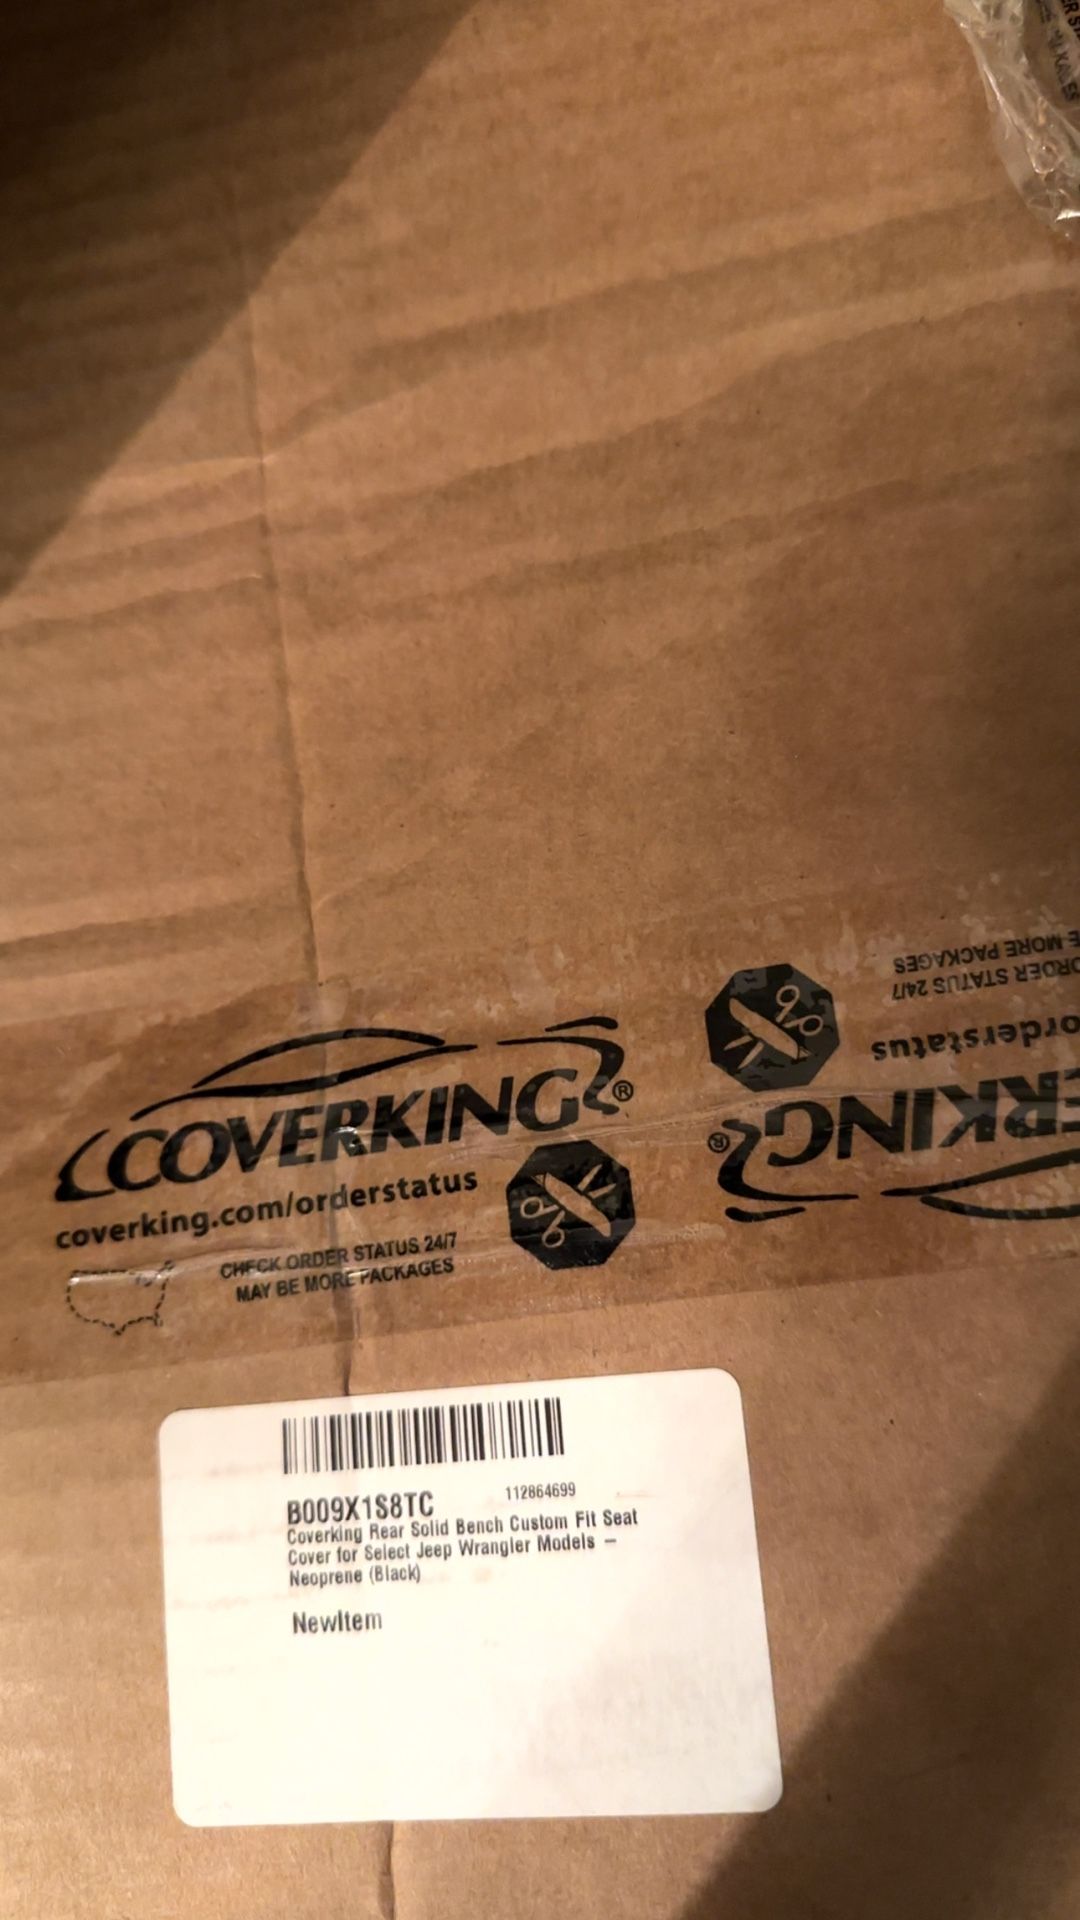 COVERKING®
coverking.com/orderstatus
CHECK ORDER STATUS 24/7
MAY BE MORE PACKAGES
E MORE PACKAGES
ORDER STATUS 24/7
orderstatus
ERKING®
B009X1S8TC
112864699
Coverking Rear Solid Bench Custom Fit Seat
Cover for Select Jeep Wrangler Models –
Neoprene (Black)
NewItem